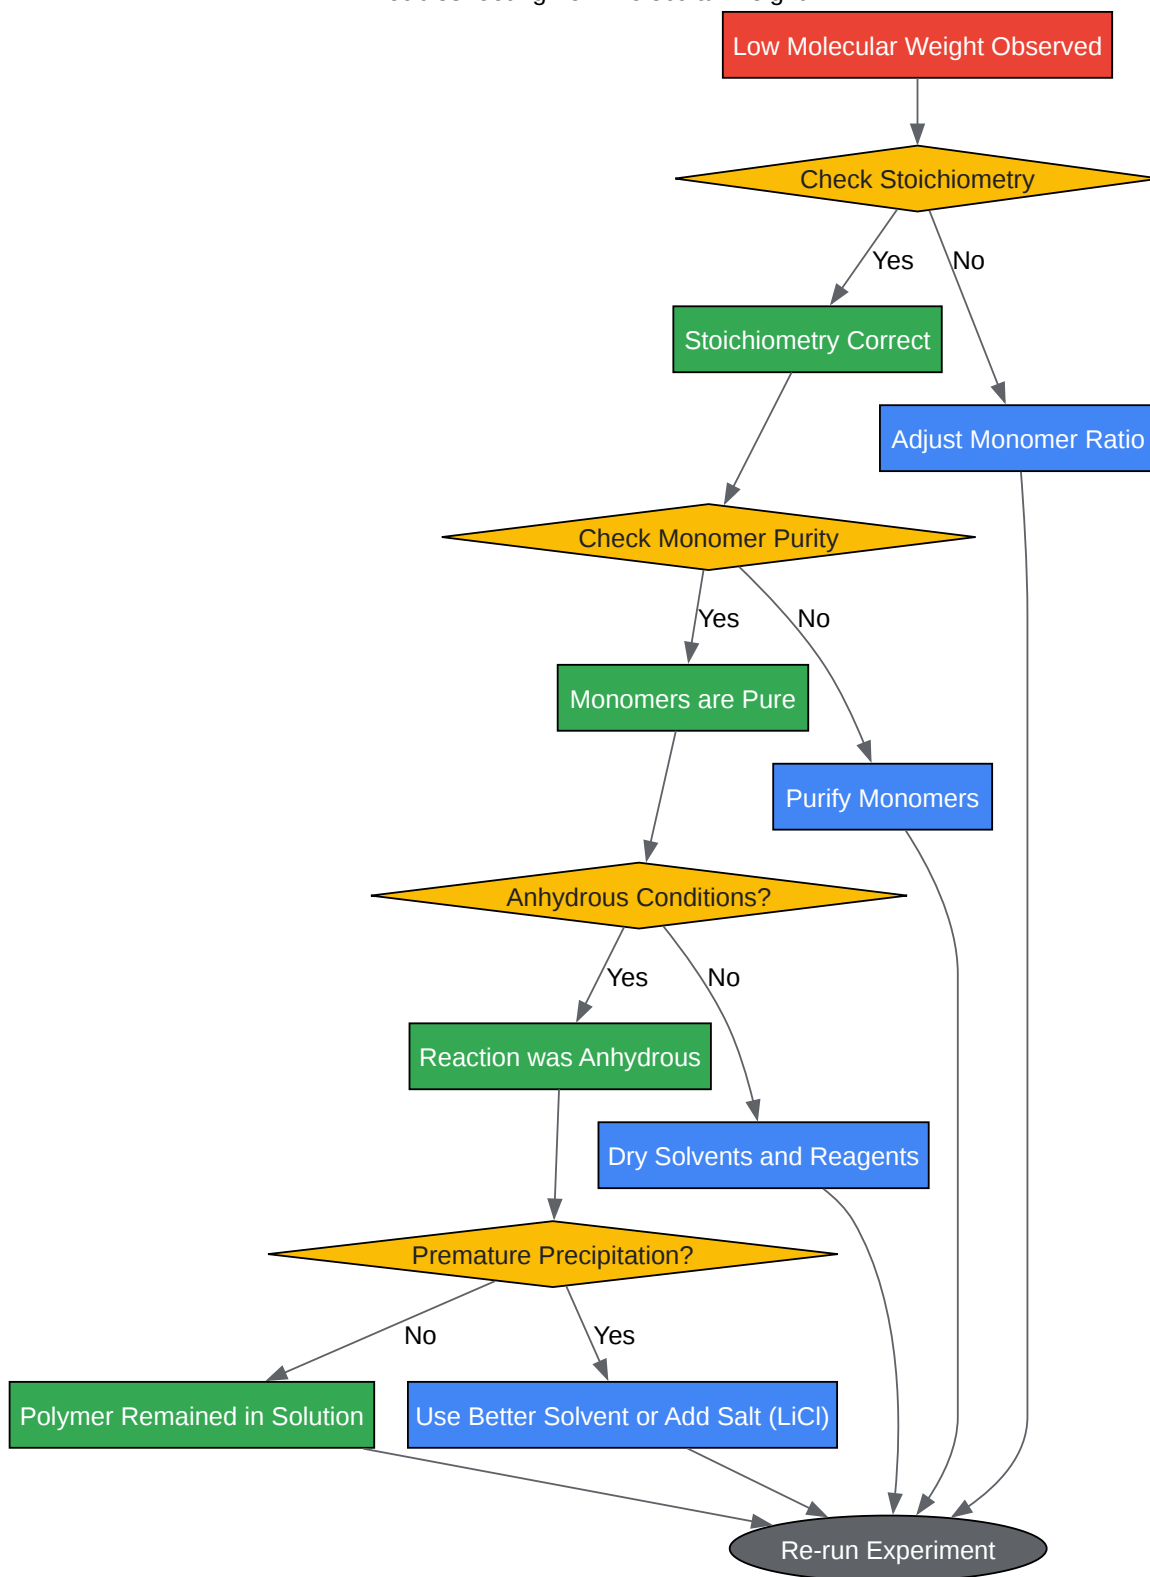 Low Molecular Weight Observed
Check Stoichiometry
Yes
No
Stoichiometry Correct
Adjust Monomer Ratio
Check Monomer Purity
Yes
No
Monomers are Pure
Purify Monomers
Anhydrous Conditions?
Yes
No
Reaction was Anhydrous
Dry Solvents and Reagents
Premature Precipitation?
No
Yes
Polymer Remained in Solution
Use Better Solvent or Add Salt (LiCl)
Re-run Experiment